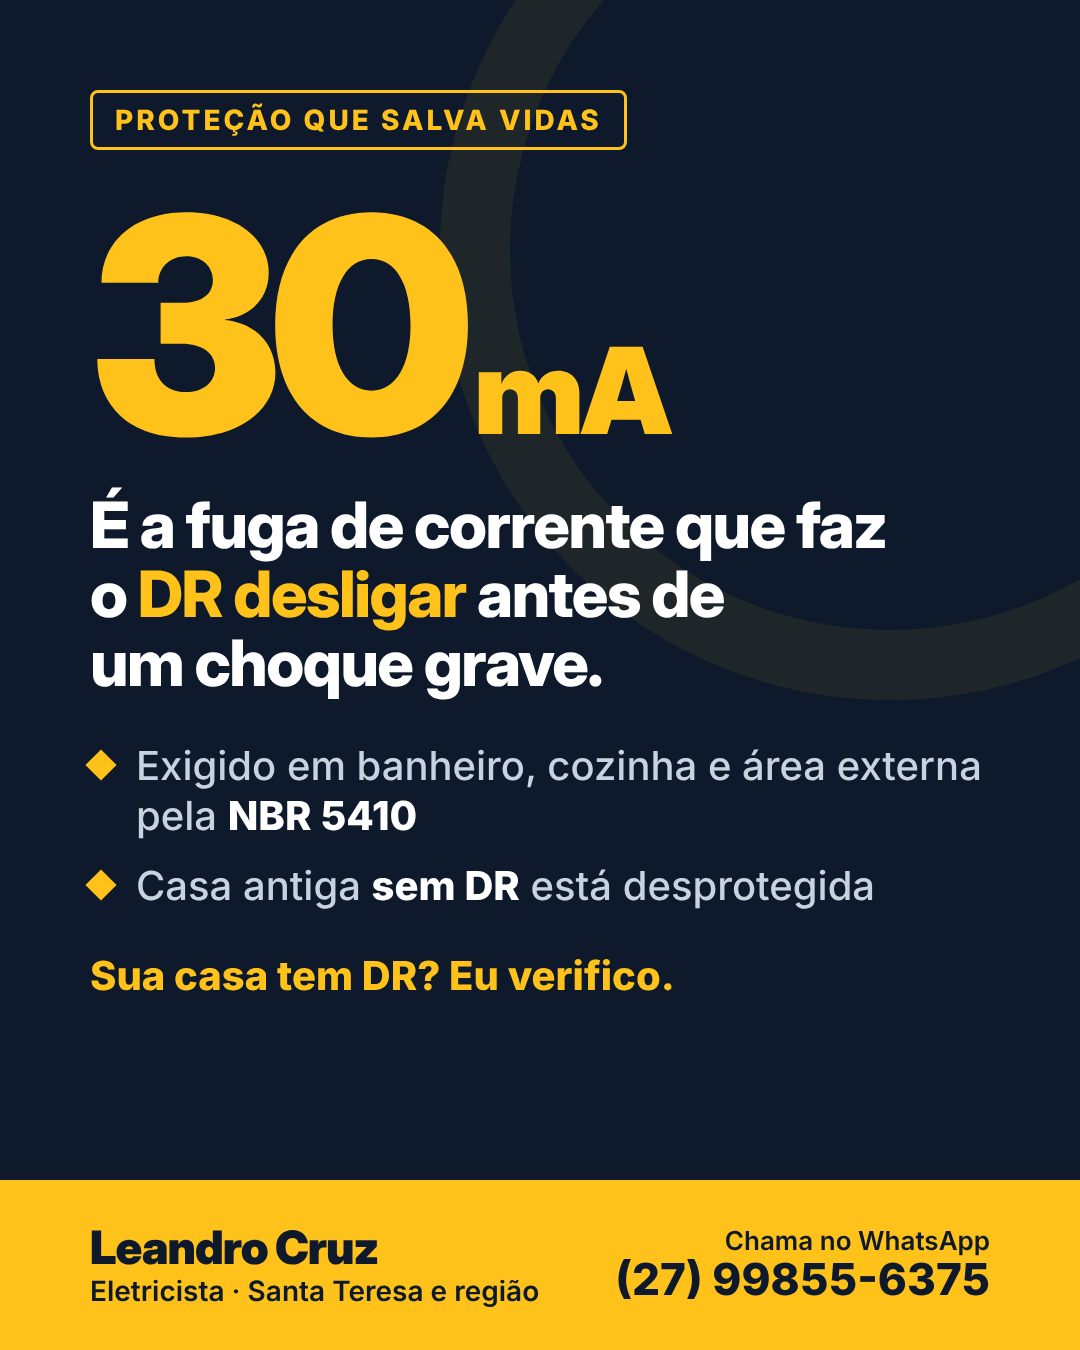 PROTEÇÃO QUE SALVA VIDAS
30 mA
É a fuga de corrente que faz
o DR desligar antes de
um choque grave.
Exigido em banheiro, cozinha e área externa
pela NBR 5410
Casa antiga sem DR está desprotegida
Sua casa tem DR? Eu verifico.
Leandro Cruz
Eletricista · Santa Teresa e região
Chama no WhatsApp
(27) 99855-6375